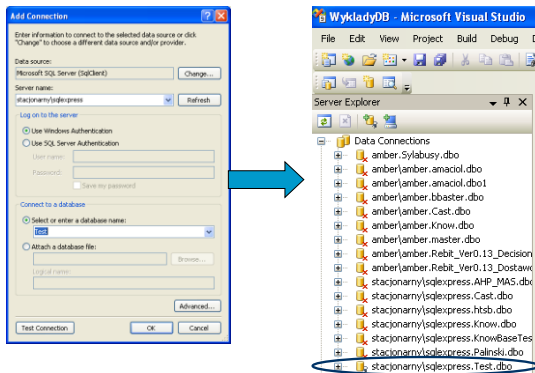 Add Connection
Enter information to connect to the selected data source or click
"Change" to choose a different data source and/or provider.
Data source:
Microsoft SQL Server (SqlClient)
Change...
Server name:
stacjonarny\sqlexpress
Refresh
Log on to the server
Use Windows Authentication
Use SQL Server Authentication
User name:
Password:
Save my password
Connect to a database
Select or enter a database name:
Test
Attach a database file:
Browse...
Logical name:
Advanced...
Test Connection
OK
Cancel
WykladyDB - Microsoft Visual Studio
File Edit View Project Build Debug
Server Explorer
Data Connections
amber.Sylabusy.dbo
amber\amber.amaciol.dbo
amber\amber.amaciol.dbo1
amber\amber.bbaster.dbo
amber\amber.Cast.dbo
amber\amber.Know.dbo
amber\amber.master.dbo
amber\amber.Rebit_Ver0.13_Decision
amber\amber.Rebit_Ver0.13_Dostawc
stacjonarny\sqlexpress.AHP_MAS.dbo
stacjonarny\sqlexpress.Cast.dbo
stacjonarny\sqlexpress.htsb.dbo
stacjonarny\sqlexpress.Know.dbo
stacjonarny\sqlexpress.KnowBaseTes
stacjonarny\sqlexpress.Palinski.dbo
stacjonarny\sqlexpress.Test.dbo